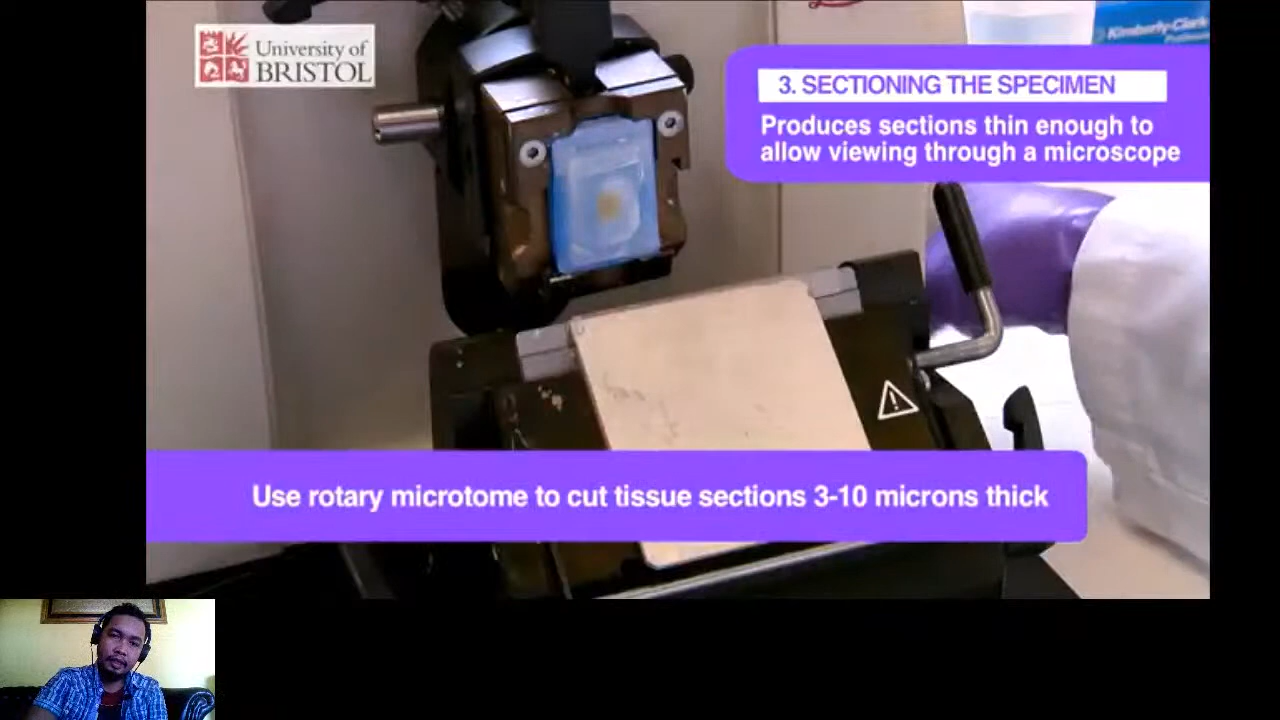 University of
BRISTOL
Kimberly-Clark
3. SECTIONING THE SPECIMEN
Produces sections thin enough to
allow viewing through a microscope
Use rotary microtome to cut tissue sections 3-10 microns thick